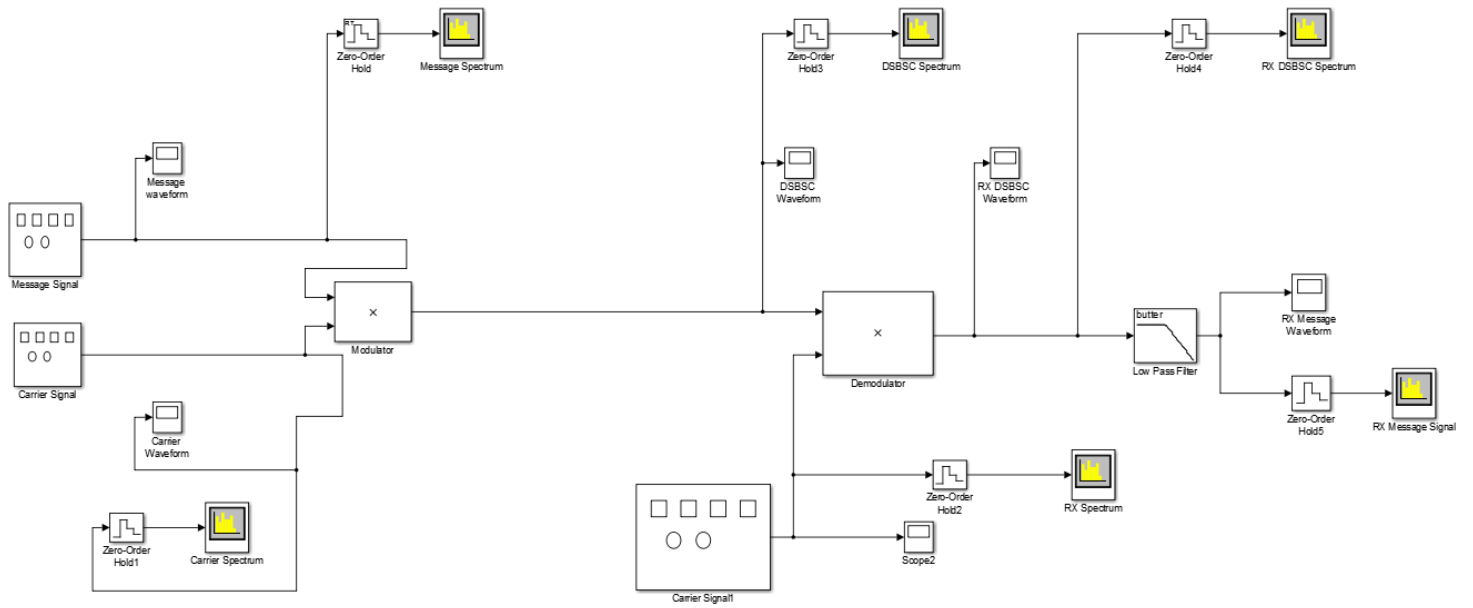 RT
Zero-Order
Hold
Message Spectrum
Zero-Order
Hold3
DSBSC Spectrum
Zero-Order
Hold4
RX DSBSC Spectrum
Message
waveform
DSBSC
Waveform
RX DSBSC
Waveform
Message Signal
×
Modulator
×
Demodulator
butter
Low Pass Filter
RX Message
Waveform
Carrier Signal
Carrier
Waveform
Zero-Order
Hold5
RX Message Signal
Zero-Order
Hold1
Carrier Spectrum
Zero-Order
Hold2
RX Spectrum
Scope2
Carrier Signal1